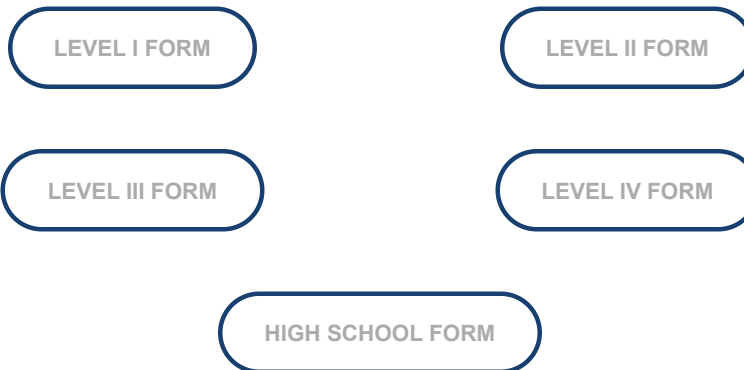 LEVEL I FORM
LEVEL II FORM
LEVEL III FORM
LEVEL IV FORM
HIGH SCHOOL FORM